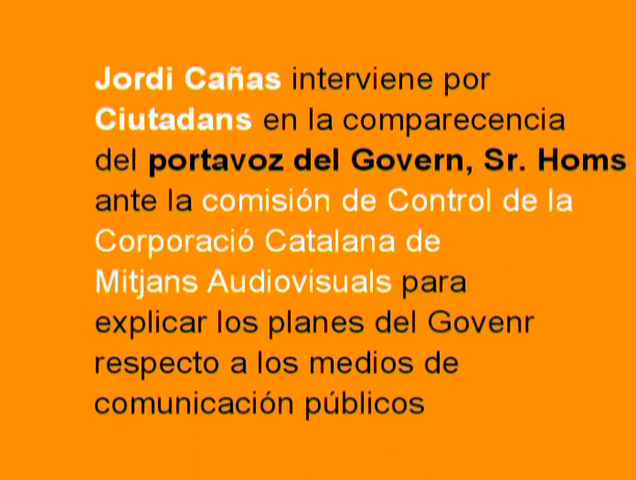 Jordi Cañas interviene por
Ciutadans en la comparecencia
del portavoz del Govern, Sr. Homs
ante la comisión de Control de la
Corporació Catalana de
Mitjans Audiovisuals para
explicar los planes del Govenr
respecto a los medios de
comunicación públicos